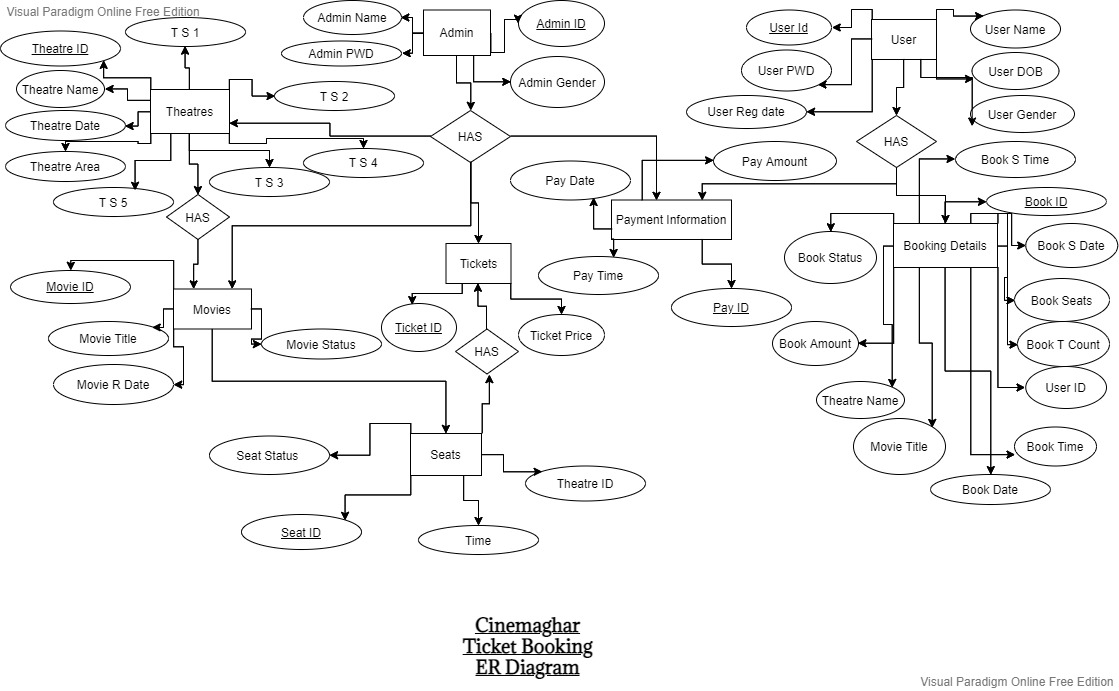 Visual Paradigm Online Free Edition
Admin Name
Admin
Admin ID
Admin PWD
Admin Gender
User Id
User
User Name
User PWD
User DOB
User Reg date
User Gender
T S 1
Theatre ID
Theatre Name
Theatres
T S 2
Theatre Date
Theatre Area
T S 3
T S 4
T S 5
HAS
HAS
HAS
Pay Amount
Pay Date
Payment Information
Pay Time
Pay ID
Book S Time
Book ID
Booking Details
Book S Date
Book Status
Book Seats
Book Amount
Book T Count
Theatre Name
User ID
Movie Title
Book Time
Book Date
Movie ID
Movies
Movie Title
Movie Status
Movie R Date
Tickets
Ticket ID
Ticket Price
HAS
Seat Status
Seats
Theatre ID
Seat ID
Time
Cinemaghar
Ticket Booking
ER Diagram
Visual Paradigm Online Free Edition